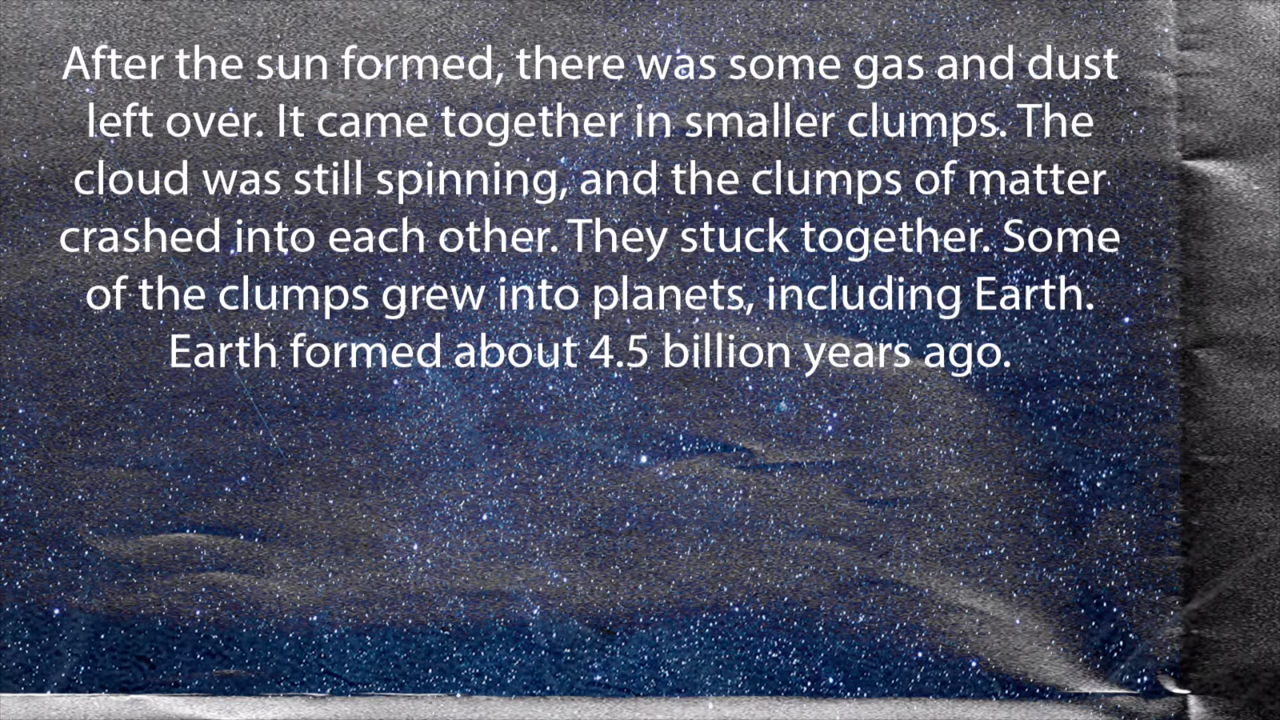 After the sun formed, there was some gas and dust
left over. It came together in smaller clumps. The
cloud was still spinning, and the clumps of matter
crashed into each other. They stuck together. Some
of the clumps grew into planets, including Earth.
Earth formed about 4.5 billion years ago.